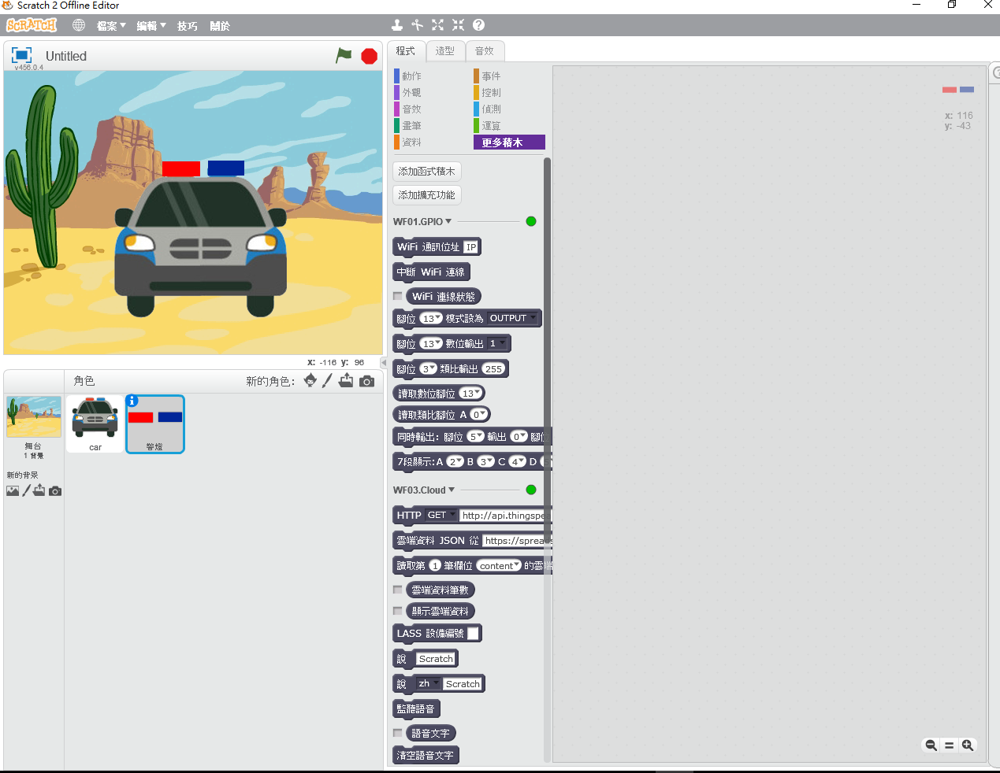 Scratch 2 Offline Editor
SCRATCH 檔案 編輯 技巧 關於
Untitled
v456.0.4
程式 造型 音效
動作 事件
外觀 控制
音效 偵測
畫筆 運算
資料 更多積木
x: 116
y: -43
添加函式積木
添加擴充功能
WF01.GPIO
WiFi 通訊位址 IP
中斷 WiFi 連線
WiFi 連線狀態
腳位 13 模式設為 OUTPUT
腳位 13 數位輸出 1
腳位 3 類比輸出 255
讀取數位腳位 13
讀取類比腳位 A 0
同時輸出: 腳位 5 輸出 0 腳位
7段顯示:A 2 B 3 C 4 D
WF03.Cloud
HTTP GET http://api.thingspea
雲端資料 JSON 從 https://spreads
讀取第 1 筆欄位 content 的雲端
雲端資料筆數
顯示雲端資料
LASS 設備編號
說 Scratch
說 zh Scratch
監聽語音
語音文字
清空語音文字
x: -116 y: 96
角色 新的角色:
舞台
1 背景
新的背景
car
警燈